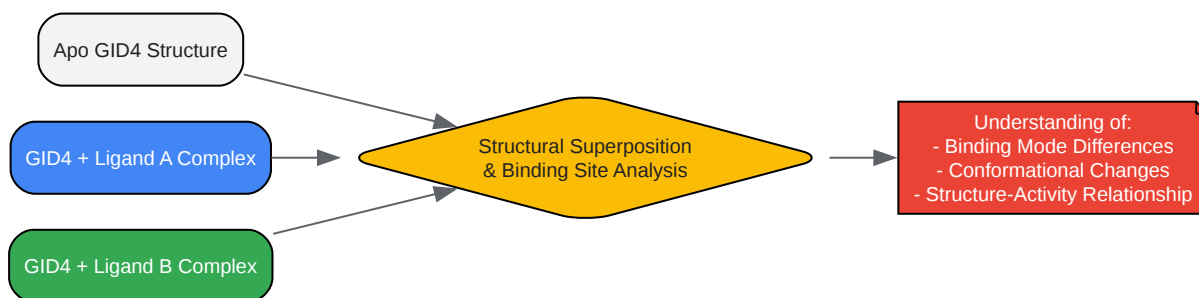 Apo GID4 Structure
GID4 + Ligand A Complex
GID4 + Ligand B Complex
Structural Superposition
& Binding Site Analysis
Understanding of:
- Binding Mode Differences
- Conformational Changes
- Structure-Activity Relationship